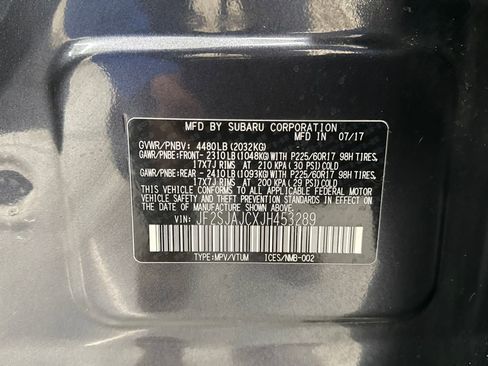 MFD BY SUBARU CORPORATION
MADE IN 07/17
GVWR/PNBV: 4480LB(2032KG)
GAWR/PNBE:FRONT- 2310LB(1048KG)WITH P225/60R17 98H TIRES,
17X7J RIMS AT 210 KPA( 30 PSI)COLD
GAWR/PNBE:REAR - 2410LB(1093KG)WITH P225/60R17 98H TIRES,
17X7J RIMS AT 200 KPA( 29 PSI)COLD
THIS VEHICLE CONFORMS TO ALL APPLICABLE FEDERAL MOTOR
VEHICLE SAFETY AND THEFT PREVENTION STANDARDS
IN EFFECT ON THE DATE OF MANUFACTURE SHOWN ABOVE.
VIN: JF2SJAJCXJH453289
TYPE:MPV/VTUM ICES/NMB-002